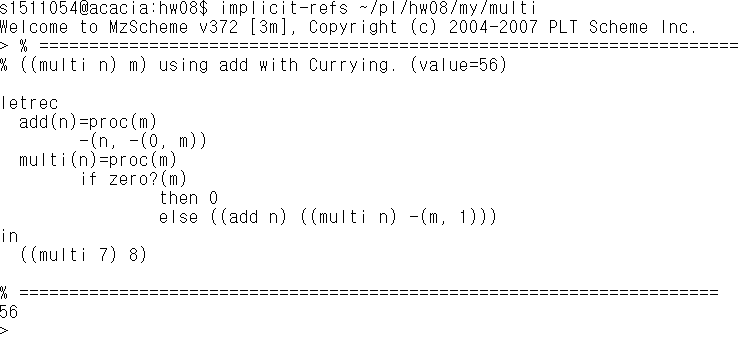 s1511054@acacia:hw08$ implicit-refs ~/pl/hw08/my/multi
Welcome to MzScheme v372 [3m], Copyright (c) 2004-2007 PLT Scheme Inc.
> % ======================================================================
% ((multi n) m) using add with Currying. (value=56)
letrec
  add(n)=proc(m)
        -(n, -(0, m))
  multi(n)=proc(m)
        if zero?(m)
                then 0
                else ((add n) ((multi n) -(m, 1)))
in
  ((multi 7) 8)
% ======================================================================
56
>